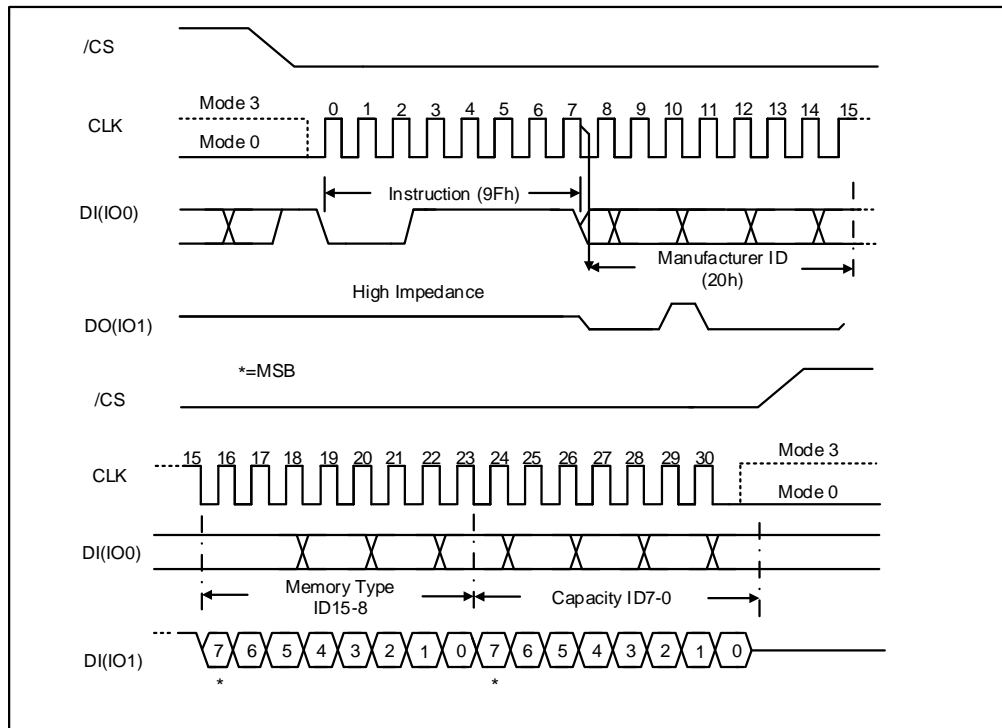 /CS
Mode 3
CLK
0 1 2 3 4 5 6 7 8 9 10 11 12 13 14 15
Mode 0
Instruction (9Fh)
DI(IO0)
Manufacturer ID
(20h)
High Impedance
DO(IO1)
*=MSB
/CS
15 16 17 18 19 20 21 22 23 24 25 26 27 28 29 30
Mode 3
CLK
Mode 0
DI(IO0)
Memory Type
ID15-8
Capacity ID7-0
DI(IO1)
7 6 5 4 3 2 1 0 7 6 5 4 3 2 1 0
* *